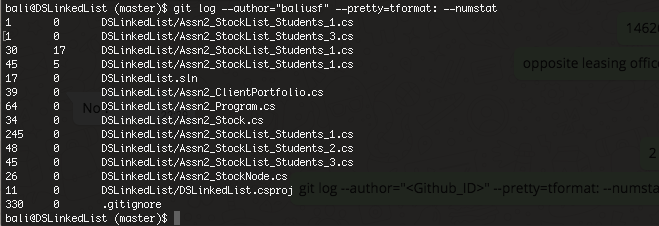 bali@DSLinkedList (master)$ git log --author="baliusf" --pretty=tformat: --numstat
1 0 DSLinkedList/Assn2_StockList_Students_1.cs
1 0 DSLinkedList/Assn2_StockList_Students_3.cs
30 17 DSLinkedList/Assn2_StockList_Students_1.cs
45 5 DSLinkedList/Assn2_StockList_Students_1.cs
17 0 DSLinkedList.sln
39 0 DSLinkedList/Assn2_ClientPortfolio.cs
64 0 DSLinkedList/Assn2_Program.cs
34 0 DSLinkedList/Assn2_Stock.cs
245 0 DSLinkedList/Assn2_StockList_Students_1.cs
48 0 DSLinkedList/Assn2_StockList_Students_2.cs
45 0 DSLinkedList/Assn2_StockList_Students_3.cs
26 0 DSLinkedList/Assn2_StockNode.cs
11 0 DSLinkedList/DSLinkedList.csproj
330 0 .gitignore
bali@DSLinkedList (master)$
1462
opposite leasing office
No
2
git log --author="<Github_ID>" --pretty=tformat: --numsta